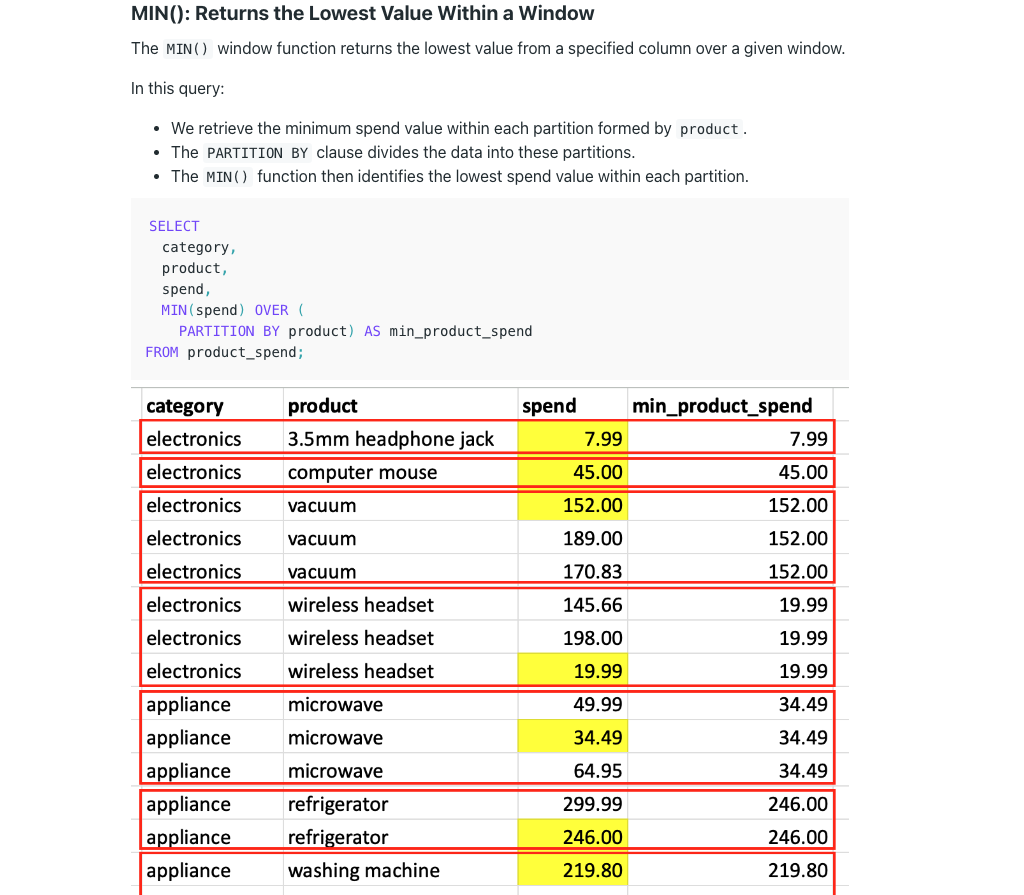 MIN(): Returns the Lowest Value Within a Window
The MIN() window function returns the lowest value from a specified column over a given window.
In this query:
• We retrieve the minimum spend value within each partition formed by product.
• The PARTITION BY clause divides the data into these partitions.
• The MIN() function then identifies the lowest spend value within each partition.
SELECT
category,
product,
spend,
MIN(spend) OVER (
PARTITION BY product) AS min_product_spend
FROM product_spend;
category product spend min_product_spend
electronics 3.5mm headphone jack 7.99 7.99
electronics computer mouse 45.00 45.00
electronics vacuum 152.00 152.00
electronics vacuum 189.00 152.00
electronics vacuum 170.83 152.00
electronics wireless headset 145.66 19.99
electronics wireless headset 198.00 19.99
electronics wireless headset 19.99 19.99
appliance microwave 49.99 34.49
appliance microwave 34.49 34.49
appliance microwave 64.95 34.49
appliance refrigerator 299.99 246.00
appliance refrigerator 246.00 246.00
appliance washing machine 219.80 219.80